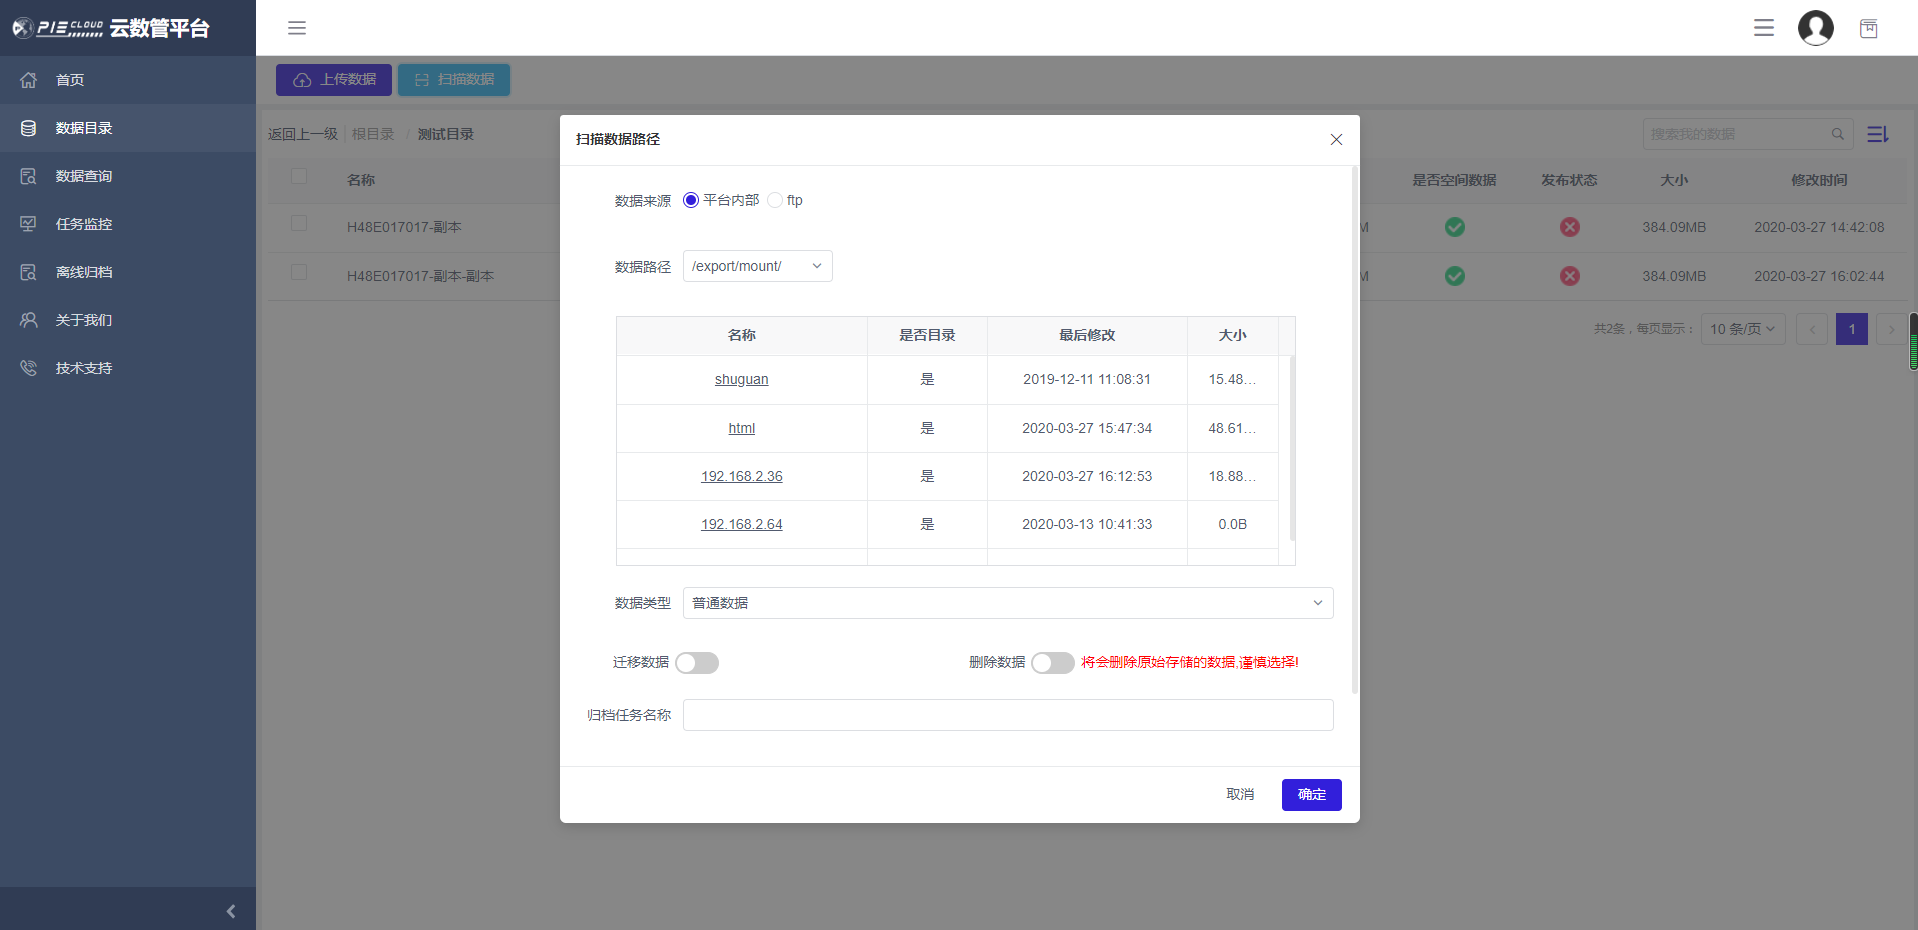 PIE CLOUD 云数管平台
首页
数据目录
数据查询
任务监控
离线归档
关于我们
技术支持
上传数据 扫描数据
返回上一级 根目录 / 测试目录
搜索我的数据
名称 是否空间数据 发布状态 大小 修改时间
H48E017017-副本 M 384.09MB 2020-03-27 14:42:08
H48E017017-副本-副本 M 384.09MB 2020-03-27 16:02:44
共2条，每页显示： 10 条/页 1
扫描数据路径
数据来源 平台内部 ftp
数据路径 /export/mount/
名称 是否目录 最后修改 大小
shuguan 是 2019-12-11 11:08:31 15.48...
html 是 2020-03-27 15:47:34 48.61...
192.168.2.36 是 2020-03-27 16:12:53 18.88...
192.168.2.64 是 2020-03-13 10:41:33 0.0B
数据类型 普通数据
迁移数据 删除数据 将会删除原始存储的数据,谨慎选择!
归档任务名称
取消 确定